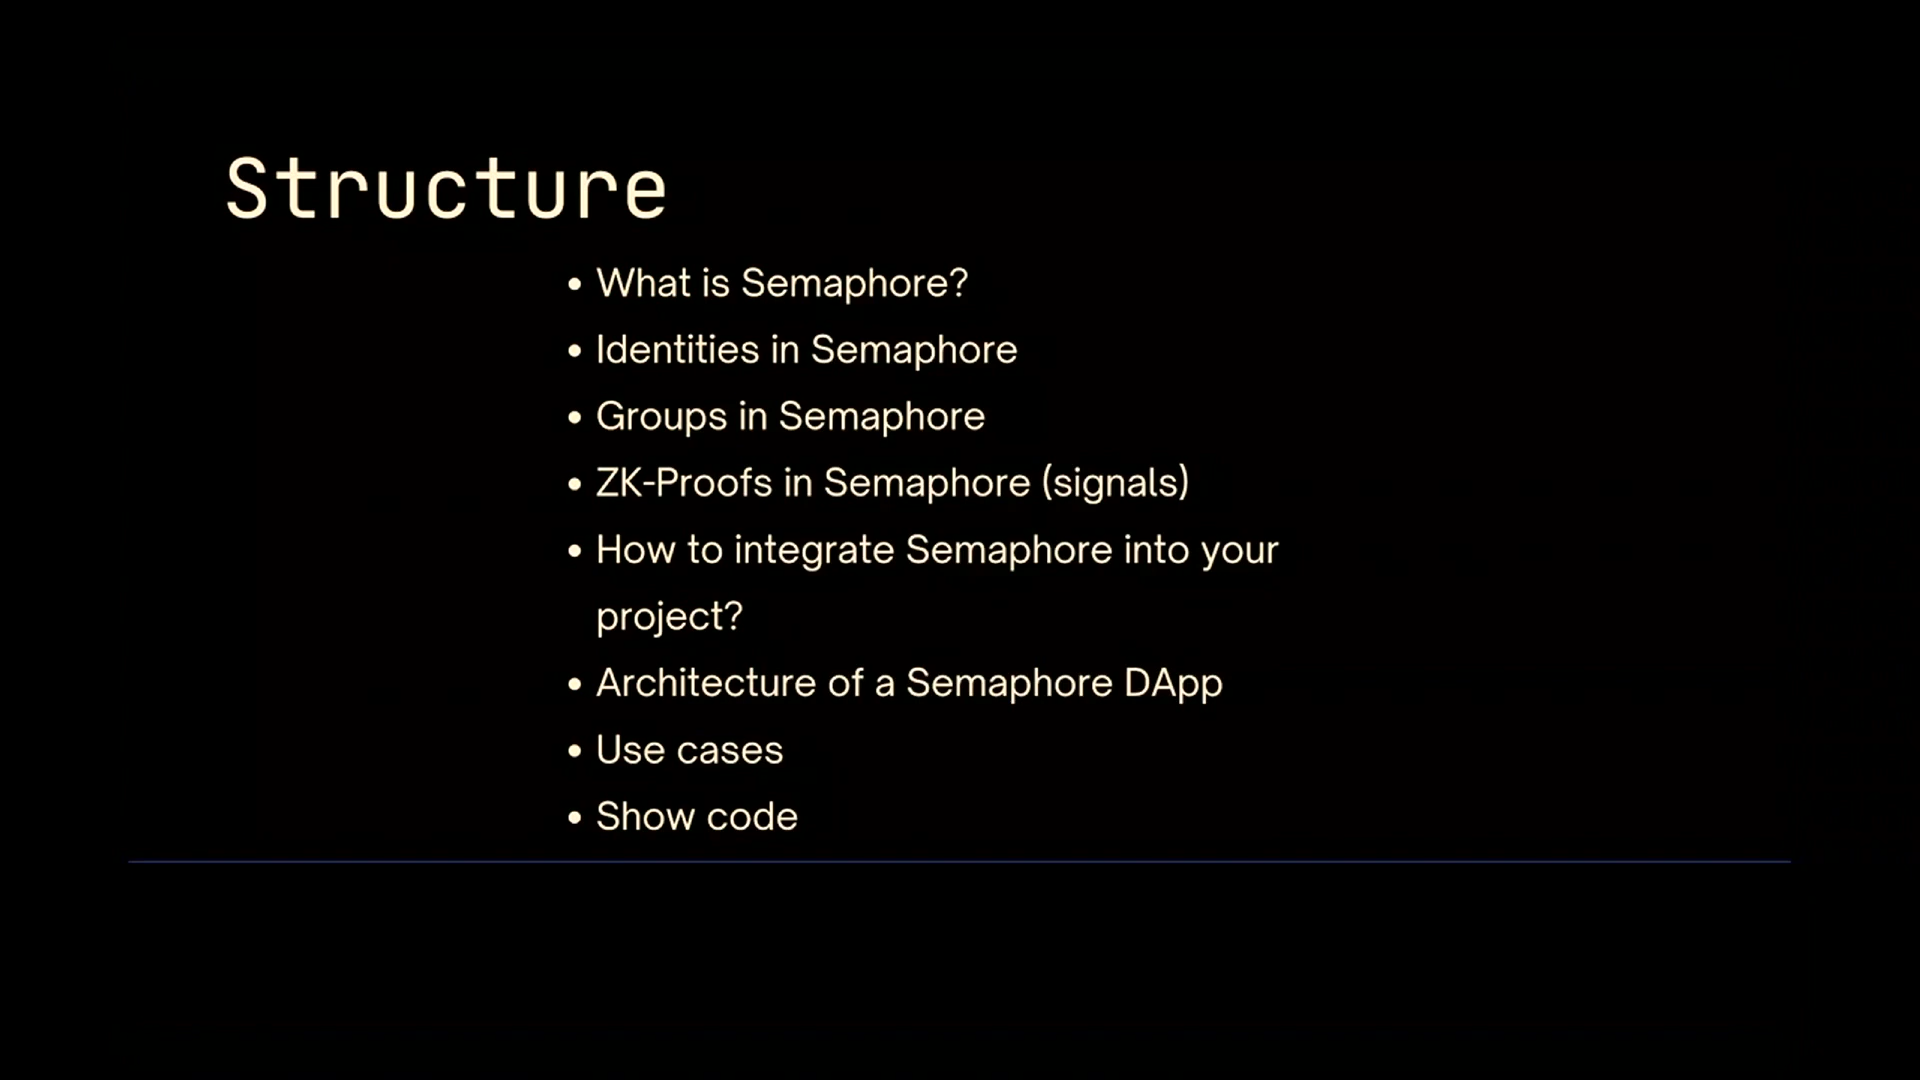 Structure
• What is Semaphore?
• Identities in Semaphore
• Groups in Semaphore
• ZK-Proofs in Semaphore (signals)
• How to integrate Semaphore into your
project?
• Architecture of a Semaphore DApp
• Use cases
• Show code